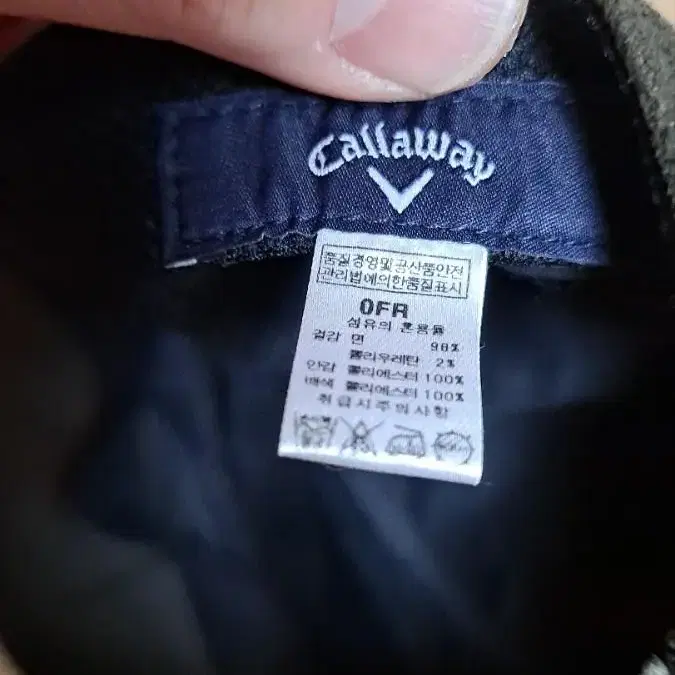 Callaway
품질경영및공산품안전
관리법에의한품질표시
0FR
섬유의 혼용률
겉감 면 98%
폴리우레탄 2%
안감 폴리에스터 100%
배색 폴리에스터 100%
취급시주의사항